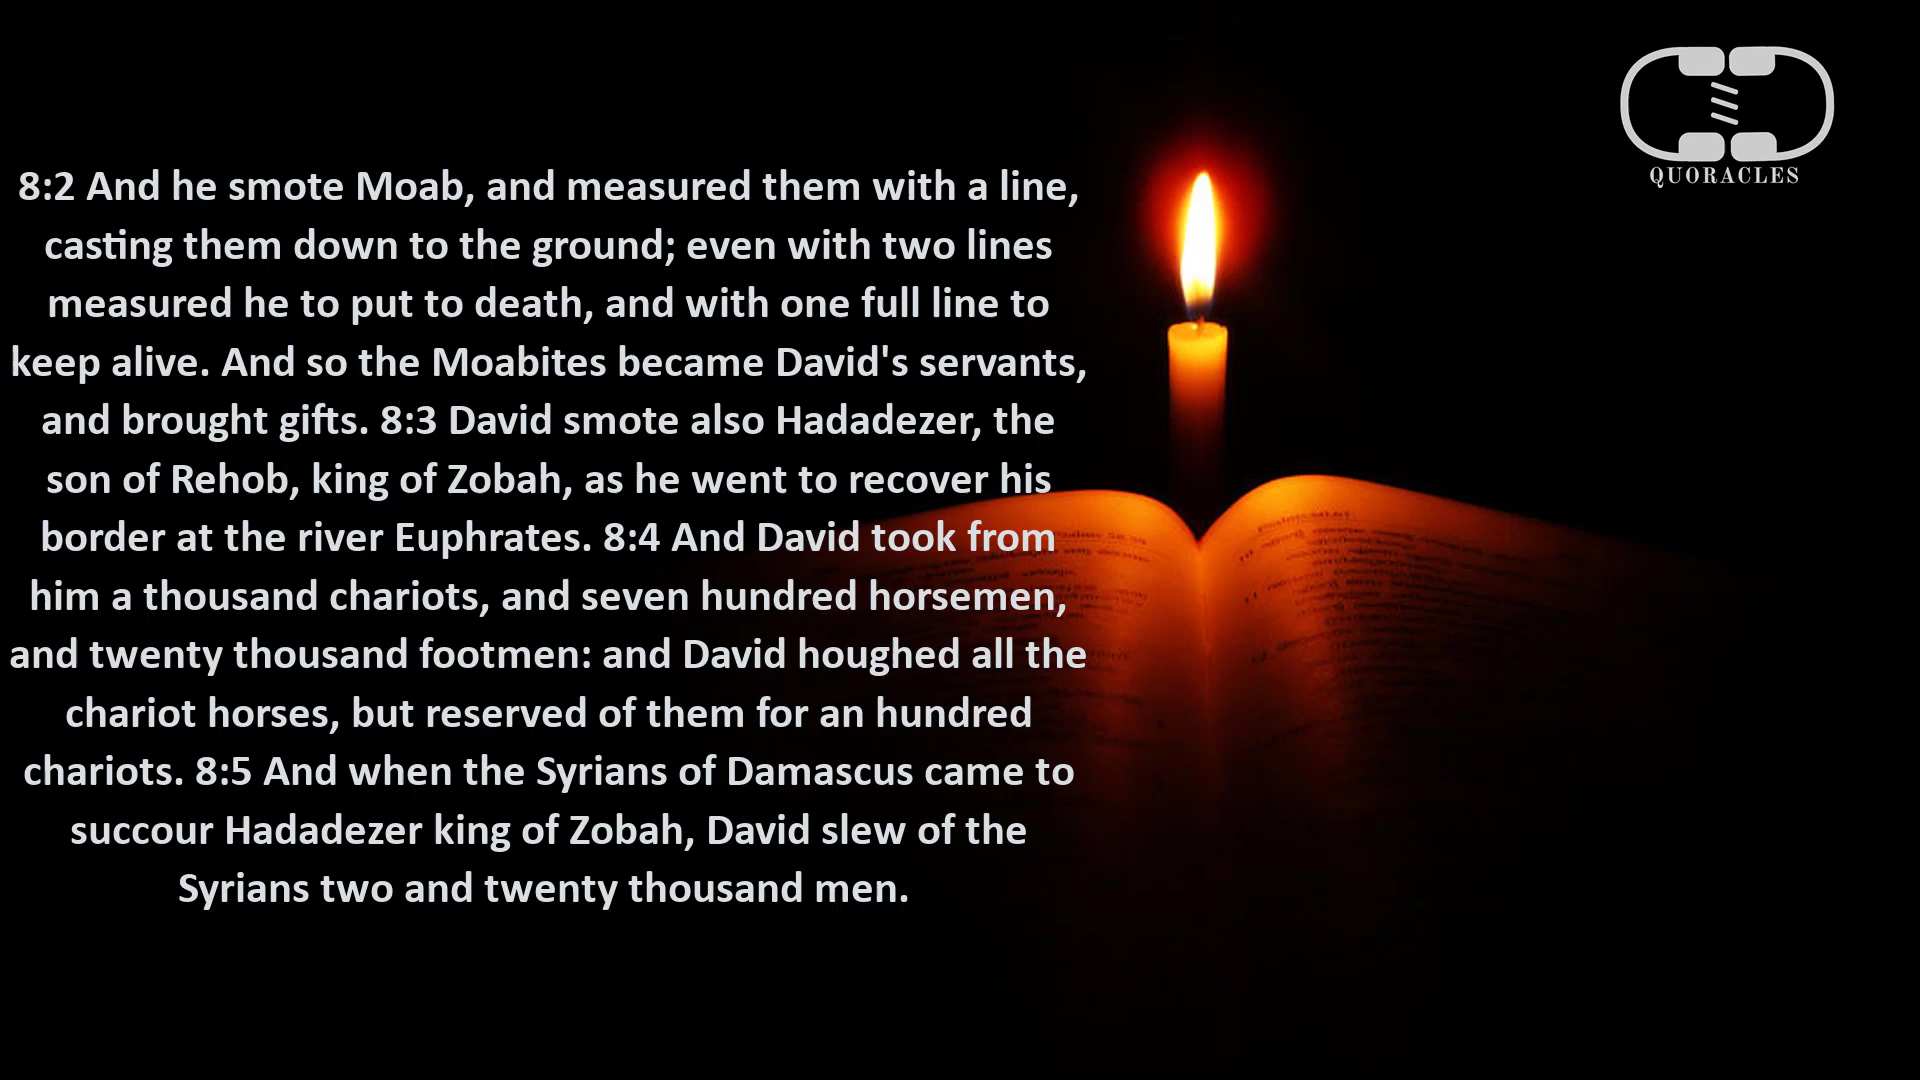 8:2 And he smote Moab, and measured them with a line,
casting them down to the ground; even with two lines
measured he to put to death, and with one full line to
keep alive. And so the Moabites became David's servants,
and brought gifts. 8:3 David smote also Hadadezer, the
son of Rehob, king of Zobah, as he went to recover his
border at the river Euphrates. 8:4 And David took from
him a thousand chariots, and seven hundred horsemen,
and twenty thousand footmen: and David houghed all the
chariot horses, but reserved of them for an hundred
chariots. 8:5 And when the Syrians of Damascus came to
succour Hadadezer king of Zobah, David slew of the
Syrians two and twenty thousand men.
QUORACLES